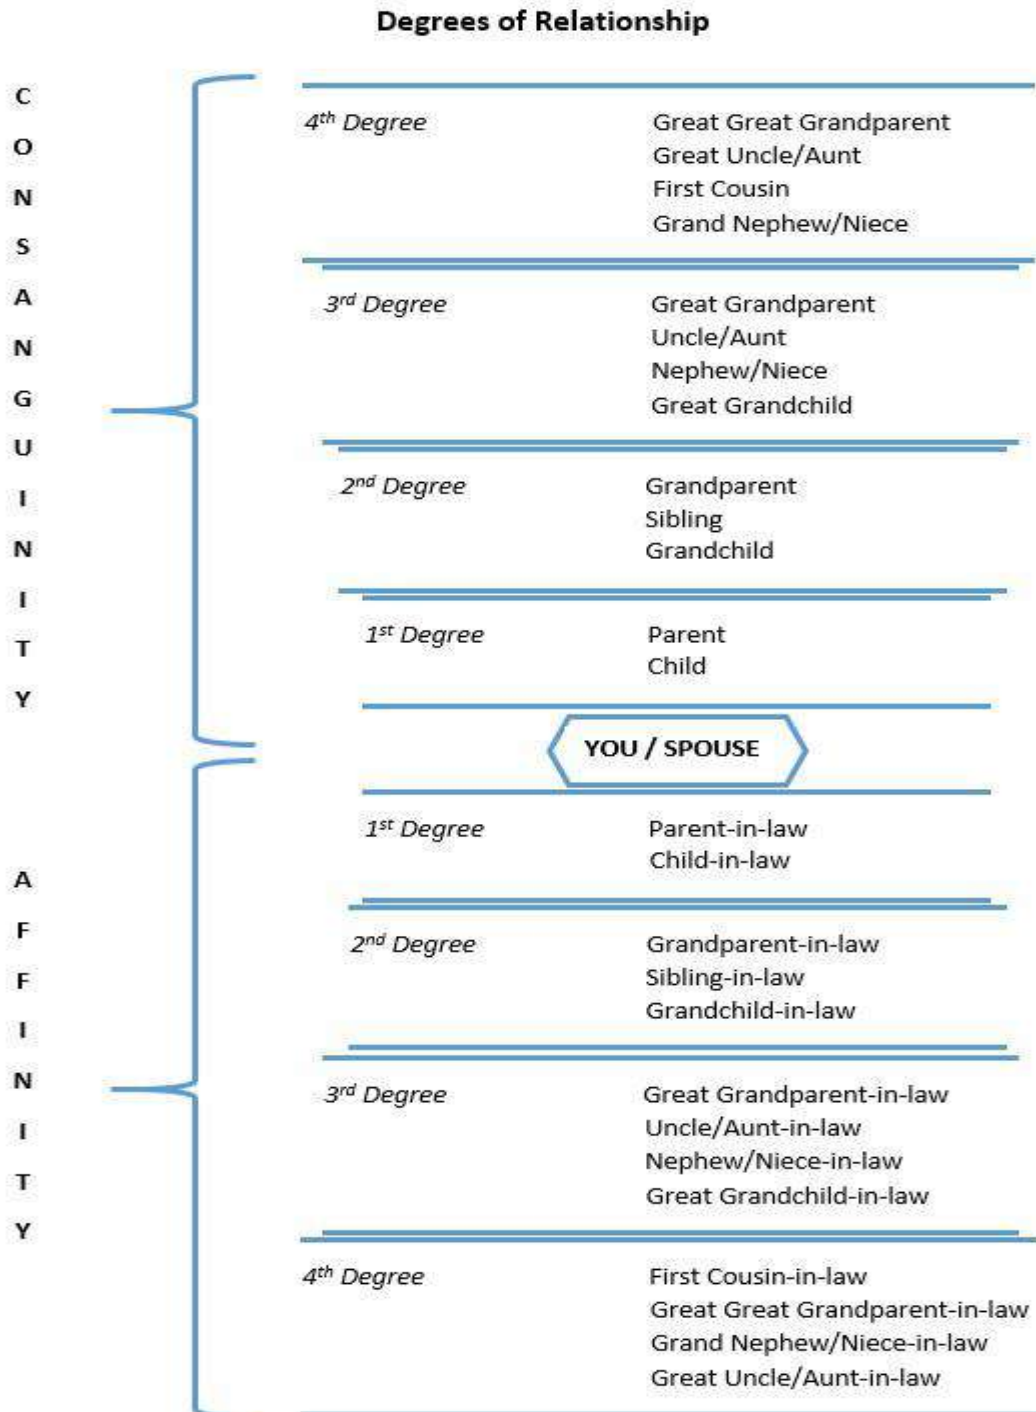 Degrees of Relationship
CONSANGUINITY
4th Degree Great Great Grandparent
Great Uncle/Aunt
First Cousin
Grand Nephew/Niece
3rd Degree Great Grandparent
Uncle/Aunt
Nephew/Niece
Great Grandchild
2nd Degree Grandparent
Sibling
Grandchild
1st Degree Parent
Child
YOU / SPOUSE
AFFINITY
1st Degree Parent-in-law
Child-in-law
2nd Degree Grandparent-in-law
Sibling-in-law
Grandchild-in-law
3rd Degree Great Grandparent-in-law
Uncle/Aunt-in-law
Nephew/Niece-in-law
Great Grandchild-in-law
4th Degree First Cousin-in-law
Great Great Grandparent-in-law
Grand Nephew/Niece-in-law
Great Uncle/Aunt-in-law